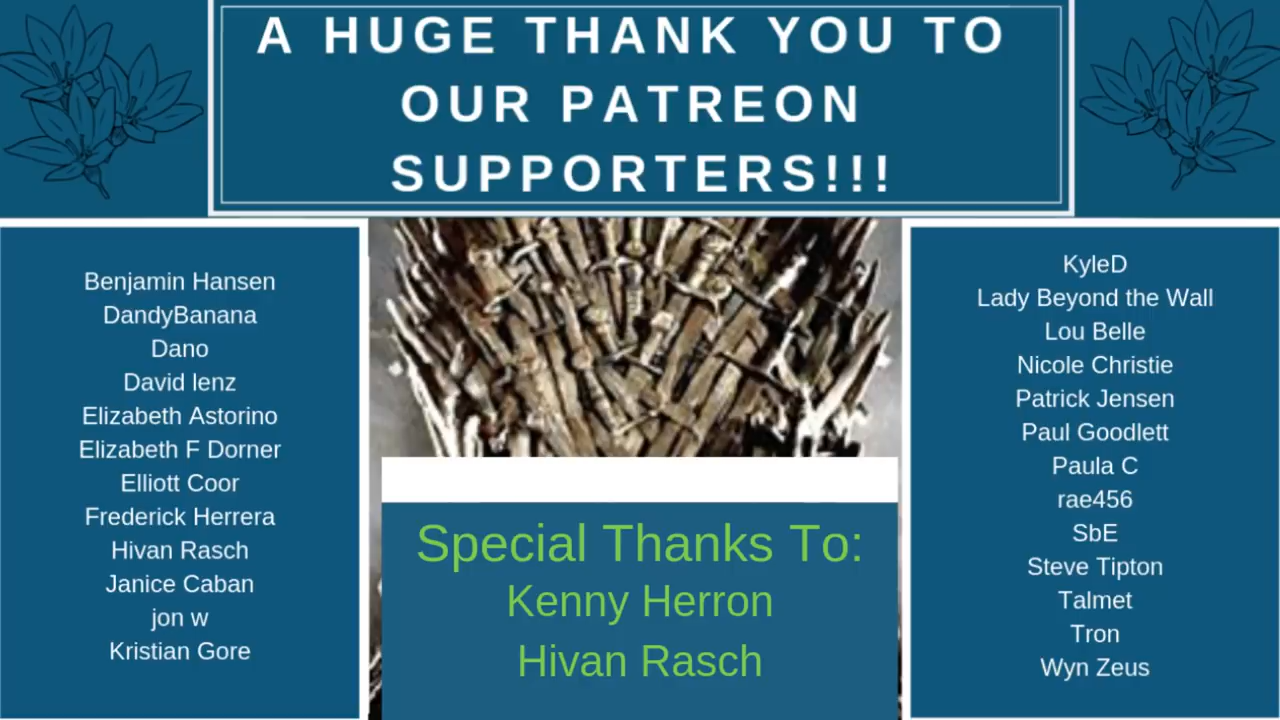 A HUGE THANK YOU TO
OUR PATREON
SUPPORTERS!!!
Benjamin Hansen
DandyBanana
Dano
David lenz
Elizabeth Astorino
Elizabeth F Dorner
Elliott Coor
Frederick Herrera
Hivan Rasch
Janice Caban
jon w
Kristian Gore
Special Thanks To:
Kenny Herron
Hivan Rasch
KyleD
Lady Beyond the Wall
Lou Belle
Nicole Christie
Patrick Jensen
Paul Goodlett
Paula C
rae456
SbE
Steve Tipton
Talmet
Tron
Wyn Zeus